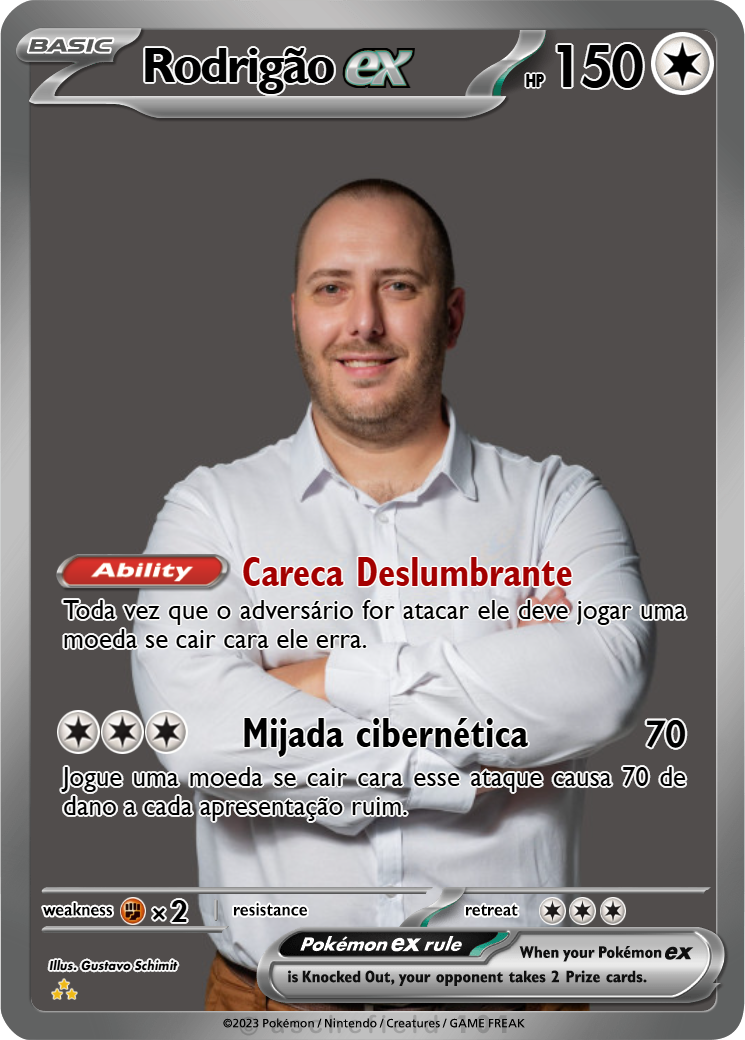 BASIC
Rodrigão ex HP 150
Ability Careca Deslumbrante
Toda vez que o adversário for atacar ele deve jogar uma
moeda se cair cara ele erra.
Mijada cibernética 70
Jogue uma moeda se cair cara esse ataque causa 70 de
dano a cada apresentação ruim.
weakness ×2 resistance retreat
Pokémon ex rule When your Pokémon ex
is Knocked Out, your opponent takes 2 Prize cards.
Illus. Gustavo Schimit
©2023 Pokémon / Nintendo / Creatures / GAME FREAK